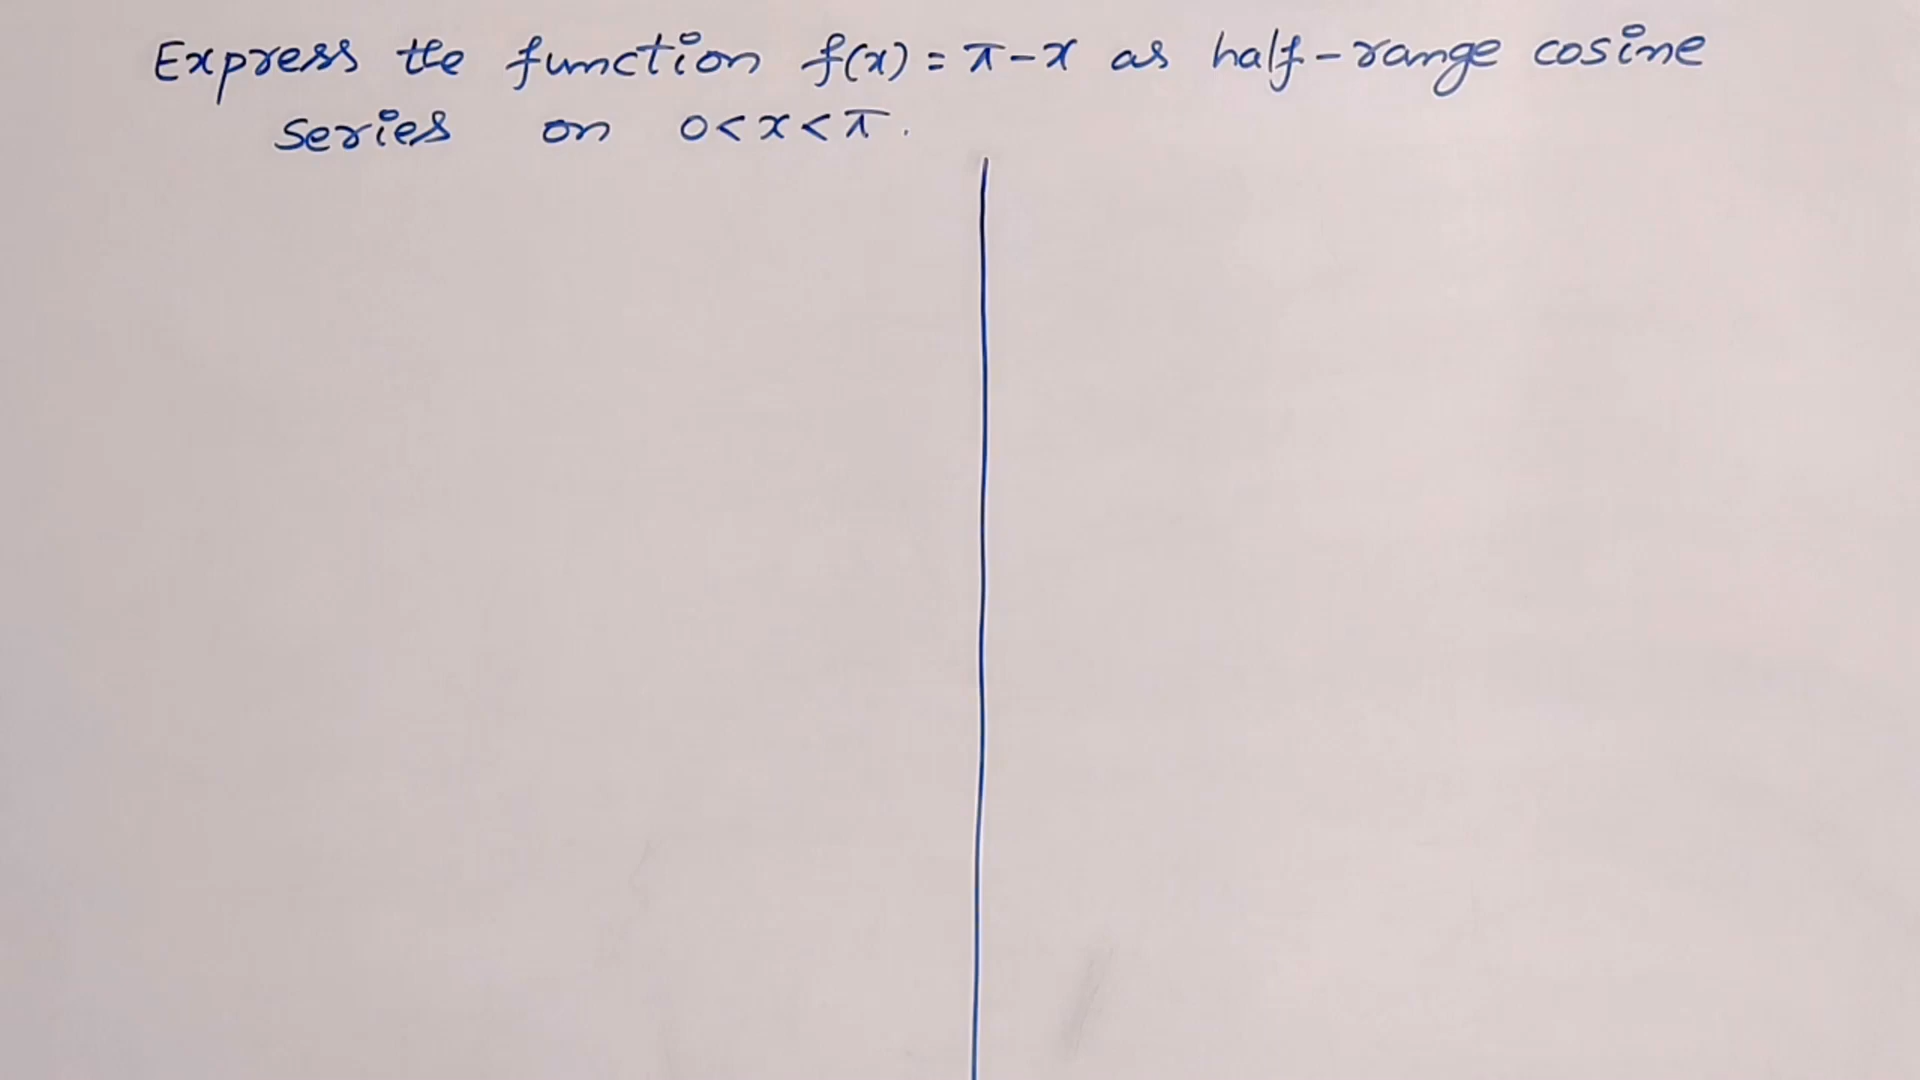 Express the function f(x) = π-x as half-range cosine
series on 0<x<π.